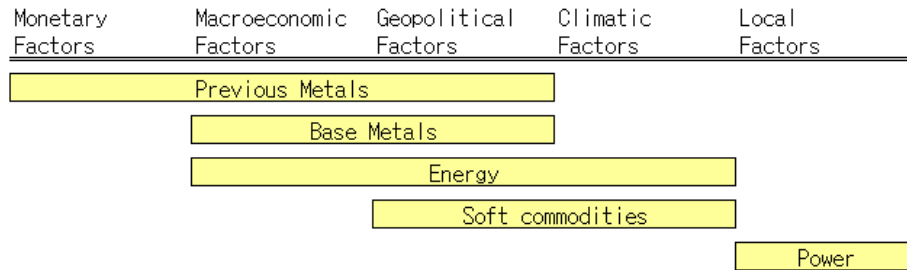 Monetary Macroeconomic Geopolitical Climatic Local
Factors Factors Factors Factors Factors
Previous Metals
Base Metals
Energy
Soft commodities
Power